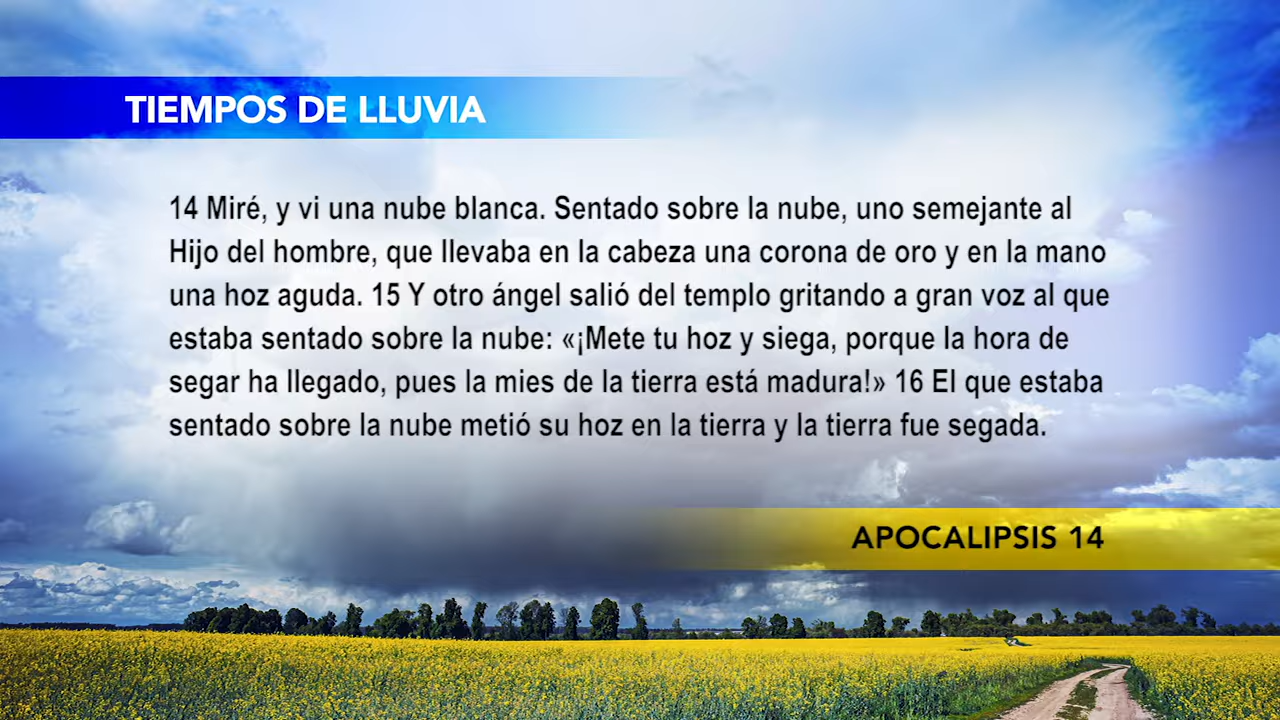 TIEMPOS DE LLUVIA
14 Miré, y vi una nube blanca. Sentado sobre la nube, uno semejante al
Hijo del hombre, que llevaba en la cabeza una corona de oro y en la mano
una hoz aguda. 15 Y otro ángel salió del templo gritando a gran voz al que
estaba sentado sobre la nube: «¡Mete tu hoz y siega, porque la hora de
segar ha llegado, pues la mies de la tierra está madura!» 16 El que estaba
sentado sobre la nube metió su hoz en la tierra y la tierra fue segada.
APOCALIPSIS 14